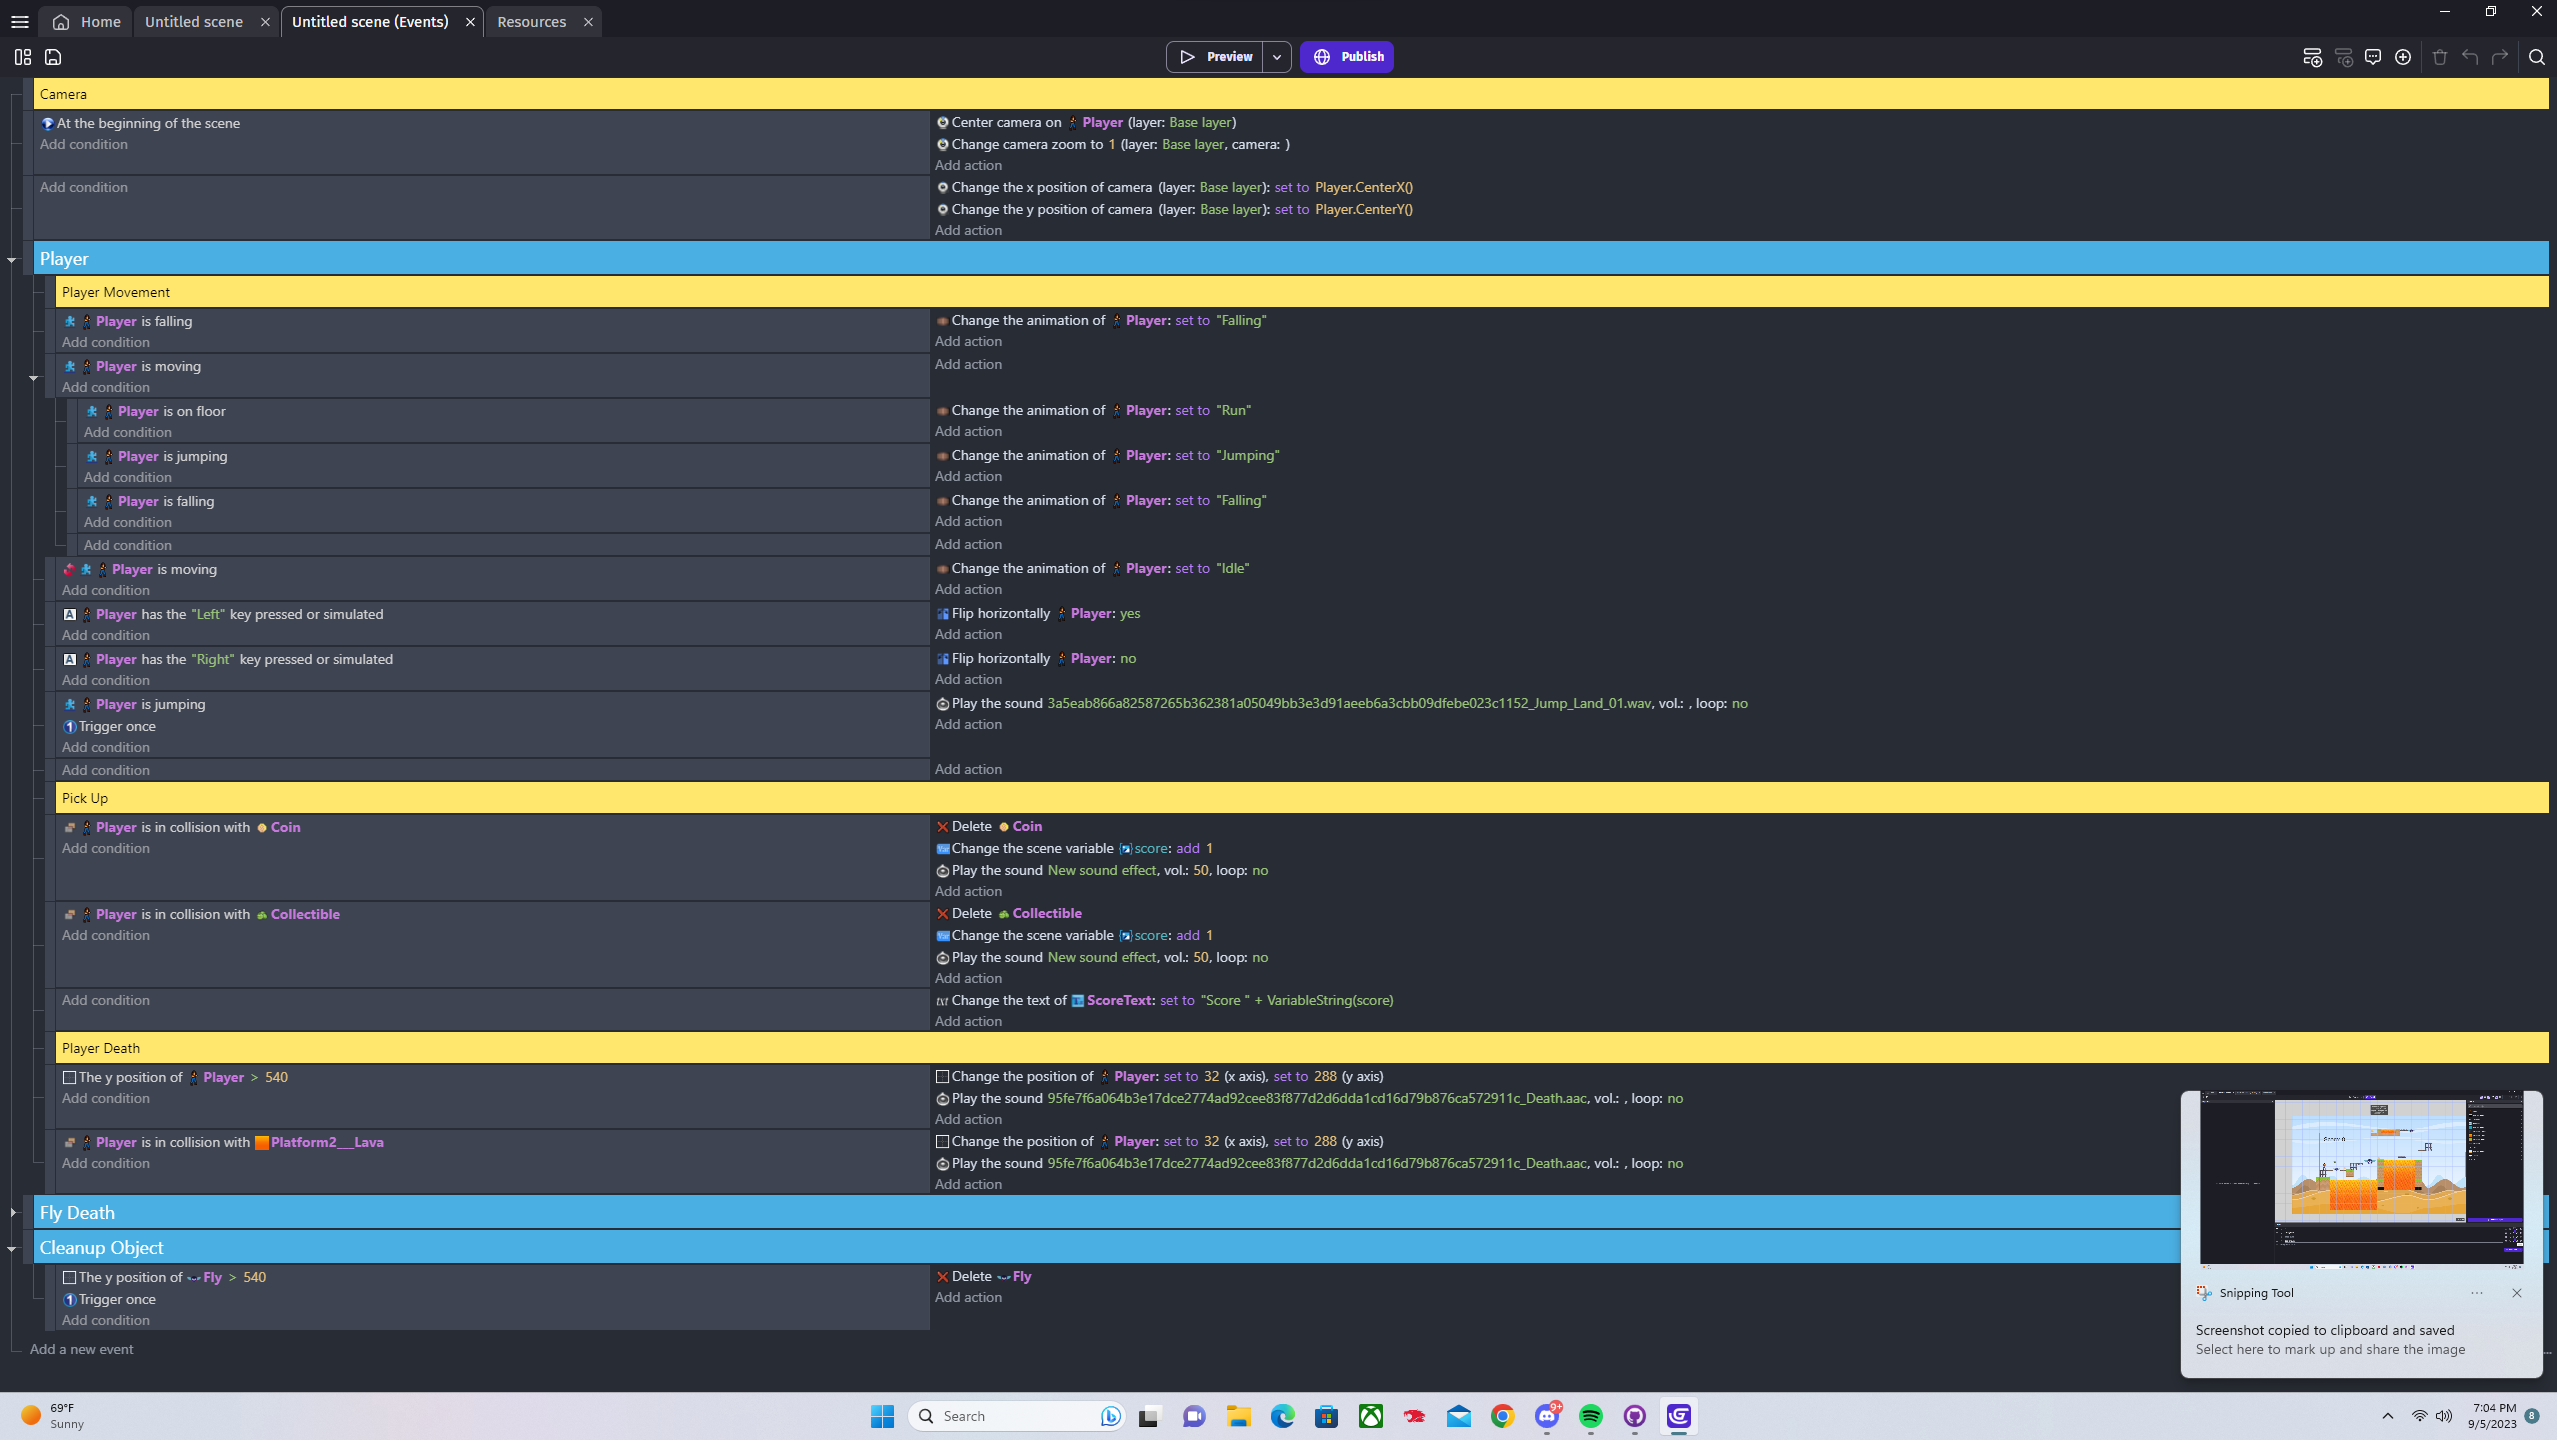 Home
Untitled scene
Untitled scene (Events)
Resources
Preview
Publish
Camera
At the beginning of the scene
Add condition
Center camera on Player (layer: Base layer)
Change camera zoom to 1 (layer: Base layer, camera: )
Add action
Add condition
Change the x position of camera (layer: Base layer): set to Player.CenterX()
Change the y position of camera (layer: Base layer): set to Player.CenterY()
Add action
Player
Player Movement
Player is falling
Add condition
Change the animation of Player: set to "Falling"
Add action
Player is moving
Add condition
Add action
Player is on floor
Add condition
Change the animation of Player: set to "Run"
Add action
Player is jumping
Add condition
Change the animation of Player: set to "Jumping"
Add action
Player is falling
Add condition
Change the animation of Player: set to "Falling"
Add action
Add condition
Add action
Player is moving
Add condition
Change the animation of Player: set to "Idle"
Add action
Player has the "Left" key pressed or simulated
Add condition
Flip horizontally Player: yes
Add action
Player has the "Right" key pressed or simulated
Add condition
Flip horizontally Player: no
Add action
Player is jumping
Trigger once
Add condition
Play the sound 3a5eab866a82587265b362381a05049bb3e3d91aeeb6a3cbb09dfebe023c1152_Jump_Land_01.wav, vol.: , loop: no
Add action
Add condition
Add action
Pick Up
Player is in collision with Coin
Add condition
Delete Coin
Change the scene variable score: add 1
Play the sound New sound effect, vol.: 50, loop: no
Add action
Player is in collision with Collectible
Add condition
Delete Collectible
Change the scene variable score: add 1
Play the sound New sound effect, vol.: 50, loop: no
Add action
Add condition
Change the text of ScoreText: set to "Score " + VariableString(score)
Add action
Player Death
The y position of Player > 540
Add condition
Change the position of Player: set to 32 (x axis), set to 288 (y axis)
Play the sound 95fe7f6a064b3e17dce2774ad92cee83f877d2d6dda1cd16d79b876ca572911c_Death.aac, vol.: , loop: no
Add action
Player is in collision with Platform2___Lava
Add condition
Change the position of Player: set to 32 (x axis), set to 288 (y axis)
Play the sound 95fe7f6a064b3e17dce2774ad92cee83f877d2d6dda1cd16d79b876ca572911c_Death.aac, vol.: , loop: no
Add action
Fly Death
Cleanup Object
The y position of Fly > 540
Trigger once
Add condition
Delete Fly
Add action
Add a new event
Snipping Tool
Screenshot copied to clipboard and saved
Select here to mark up and share the image
69°F
Sunny
Search
9+
7:04 PM
9/5/2023
8